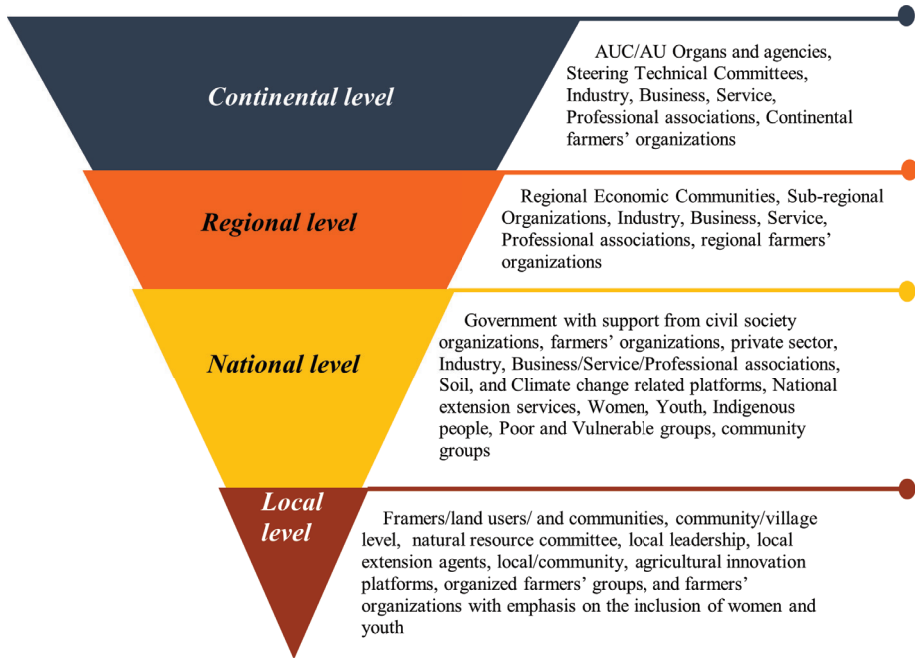 Continental level
AUC/AU Organs and agencies,
Steering Technical Committees,
Industry, Business, Service,
Professional associations, Continental
farmers’ organizations
Regional level
Regional Economic Communities, Sub-regional
Organizations, Industry, Business, Service,
Professional associations, regional farmers’
organizations
National level
Government with support from civil society
organizations, farmers’ organizations, private sector,
Industry, Business/Service/Professional associations,
Soil, and Climate change related platforms, National
extension services, Women, Youth, Indigenous
people, Poor and Vulnerable groups, community
groups
Local
level
Framers/land users/ and communities, community/village
level, natural resource committee, local leadership, local
extension agents, local/community, agricultural innovation
platforms, organized farmers’ groups, and farmers’
organizations with emphasis on the inclusion of women and
youth